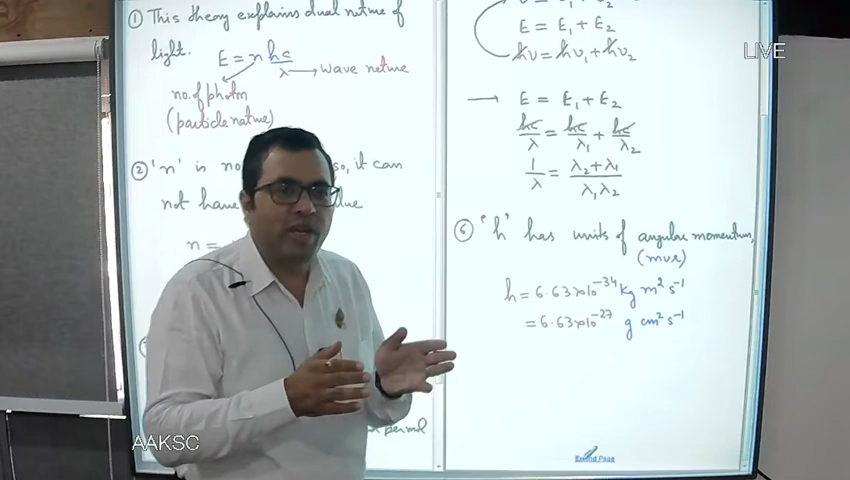 ① This theory explains dual nature of
light. E = n hc
λ → wave nature
no. of photon
(particle nature)
② 'n' is no so, it can
not have
n =
E = E₁ + E₂
hν = hν₁ + hν₂
→ E = E₁ + E₂
hc/λ = hc/λ₁ + hc/λ₂
1/λ = λ₂+λ₁/λ₁λ₂
⑥ 'h' has units of angular momentum,
(mvr)
h = 6.63×10⁻³⁴ kg m² s⁻¹
= 6.63×10⁻²⁷ g cm² s⁻¹
LIVE
AAKSC